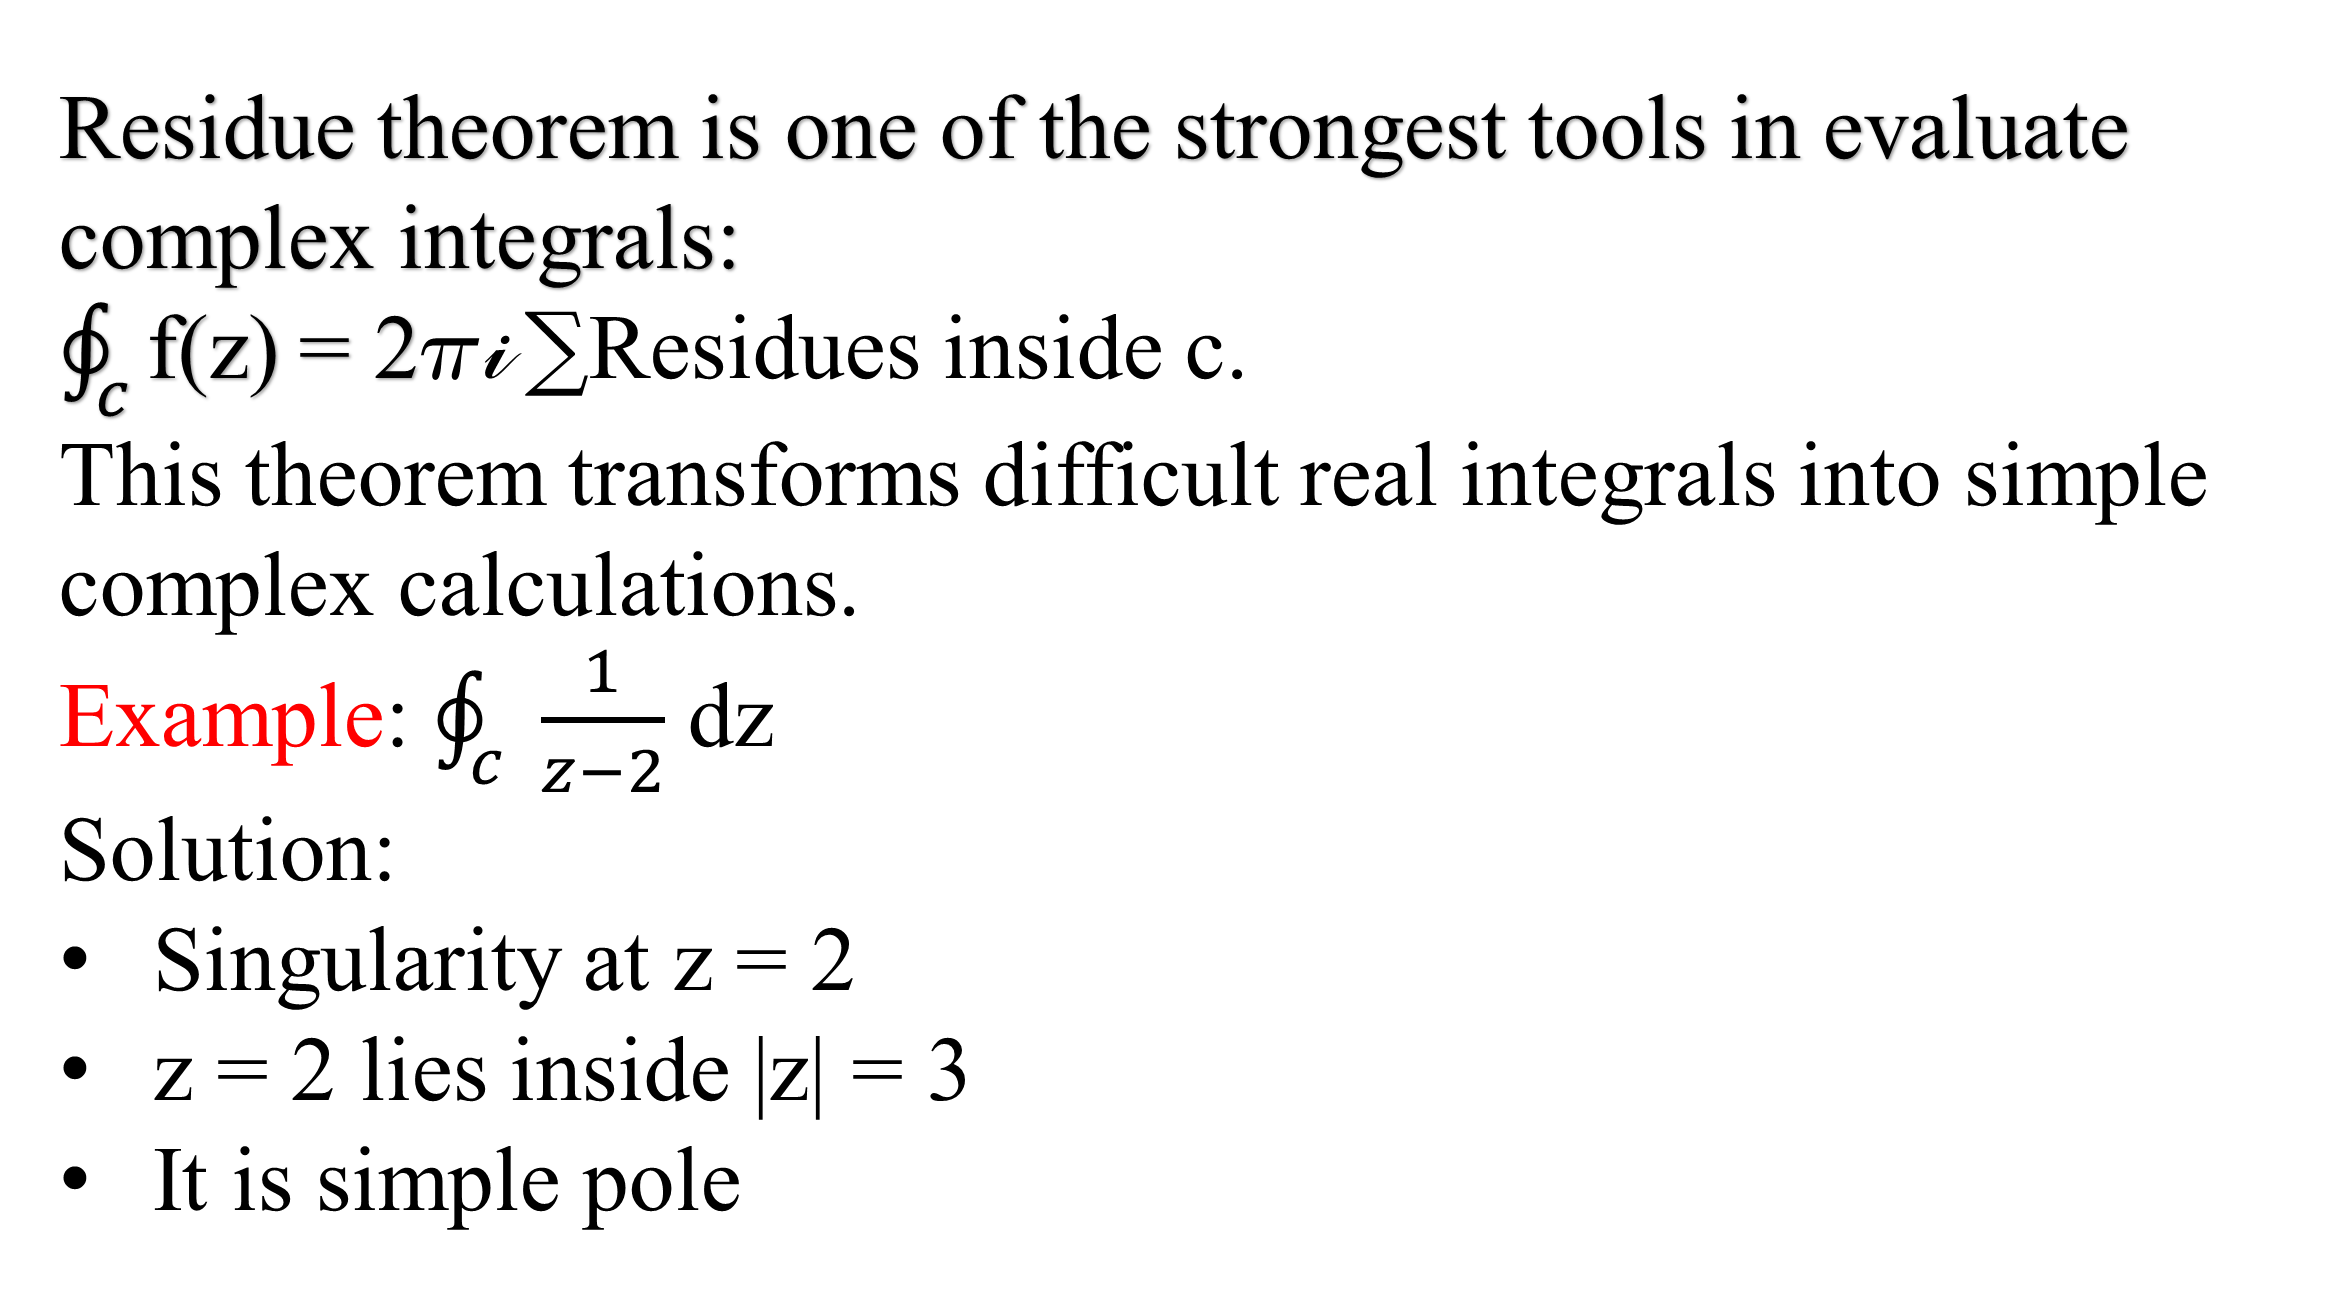 Residue theorem is one of the strongest tools in evaluate
complex integrals:
∮_c f(z) = 2πi∑Residues inside c.
This theorem transforms difficult real integrals into simple
complex calculations.
Example: ∮_c 1/(z−2) dz
Solution:
• Singularity at z = 2
• z = 2 lies inside |z| = 3
• It is simple pole